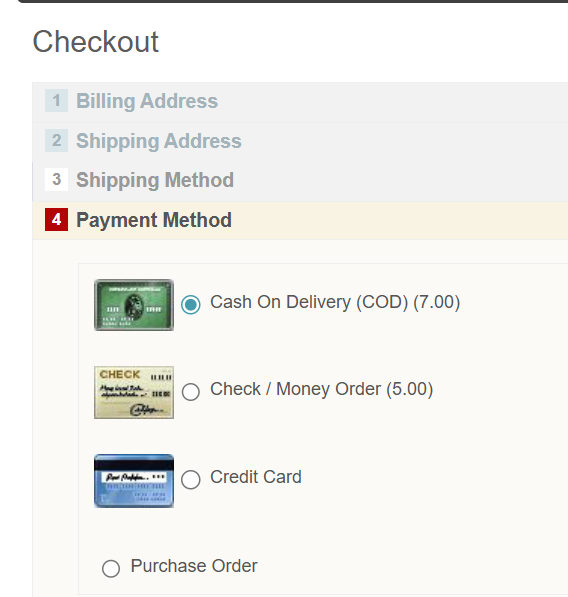 Checkout
1 Billing Address
2 Shipping Address
3 Shipping Method
4 Payment Method
Cash On Delivery (COD) (7.00)
CHECK
Check / Money Order (5.00)
Credit Card
Purchase Order